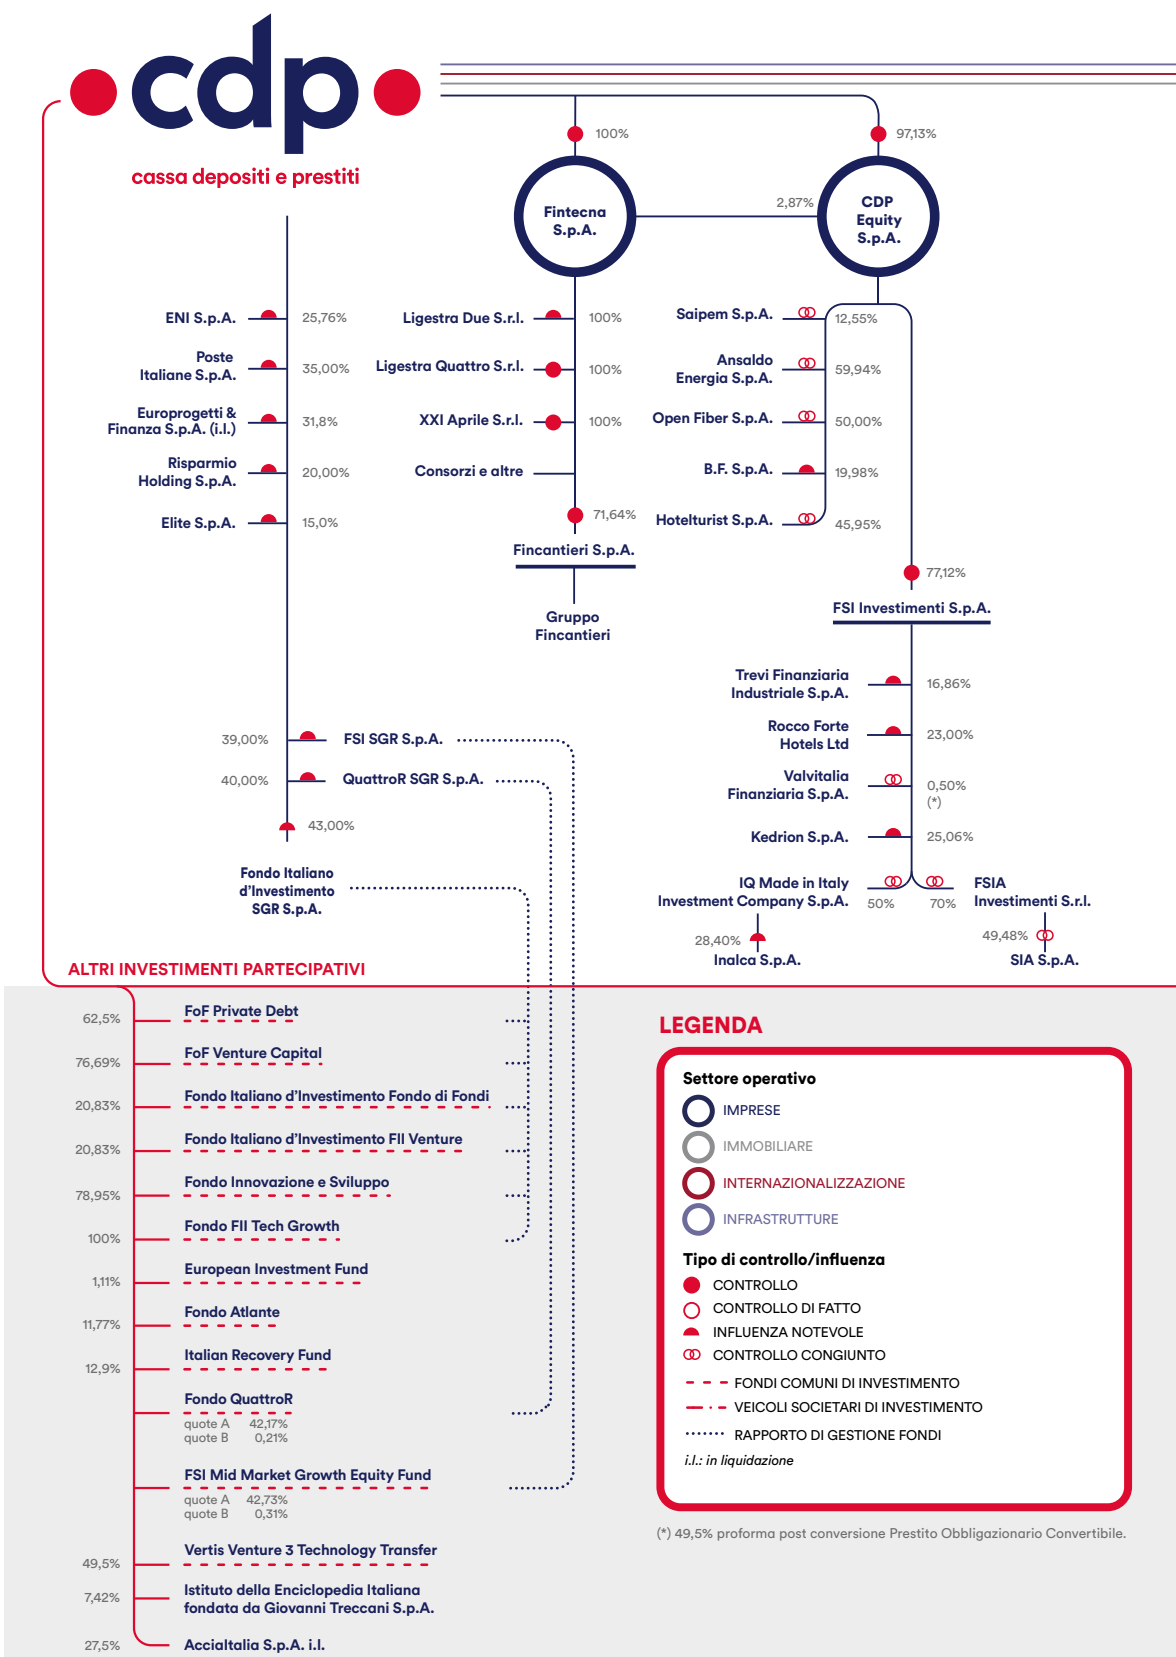 cdp
cassa depositi e prestiti
100%
97,13%
Fintecna
S.p.A.
2,87%
CDP
Equity
S.p.A.
ENI S.p.A.
25,76%
Poste
Italiane S.p.A.
35,00%
Europrogetti &
Finanza S.p.A. (i.l.)
31,8%
Risparmio
Holding S.p.A.
20,00%
Elite S.p.A.
15,0%
Ligestra Due S.r.l.
100%
Ligestra Quattro S.r.l.
100%
XXI Aprile S.r.l.
100%
Consorzi e altre
71,64%
Fincantieri S.p.A.
Gruppo
Fincantieri
Saipem S.p.A.
12,55%
Ansaldo
Energia S.p.A.
59,94%
Open Fiber S.p.A.
50,00%
B.F. S.p.A.
19,98%
Hotelturist S.p.A.
45,95%
77,12%
FSI Investimenti S.p.A.
Trevi Finanziaria
Industriale S.p.A.
16,86%
Rocco Forte
Hotels Ltd
23,00%
Valvitalia
Finanziaria S.p.A.
0,50%
(*)
Kedrion S.p.A.
25,06%
IQ Made in Italy
Investment Company S.p.A.
50%
70%
FSIA
Investimenti S.r.l.
28,40%
Inalca S.p.A.
49,48%
SIA S.p.A.
39,00%
FSI SGR S.p.A.
40,00%
QuattroR SGR S.p.A.
43,00%
Fondo Italiano
d'Investimento
SGR S.p.A.
ALTRI INVESTIMENTI PARTECIPATIVI
62,5%
FoF Private Debt
76,69%
FoF Venture Capital
20,83%
Fondo Italiano d'Investimento Fondo di Fondi
20,83%
Fondo Italiano d'Investimento FII Venture
78,95%
Fondo Innovazione e Sviluppo
100%
Fondo FII Tech Growth
1,11%
European Investment Fund
11,77%
Fondo Atlante
12,9%
Italian Recovery Fund
Fondo QuattroR
quote A 42,17%
quote B 0,21%
FSI Mid Market Growth Equity Fund
quote A 42,73%
quote B 0,31%
49,5%
Vertis Venture 3 Technology Transfer
7,42%
Istituto della Enciclopedia Italiana
fondata da Giovanni Treccani S.p.A.
27,5%
AcciaItalia S.p.A. i.l.
LEGENDA
Settore operativo
IMPRESE
IMMOBILIARE
INTERNAZIONALIZZAZIONE
INFRASTRUTTURE
Tipo di controllo/influenza
CONTROLLO
CONTROLLO DI FATTO
INFLUENZA NOTEVOLE
CONTROLLO CONGIUNTO
FONDI COMUNI DI INVESTIMENTO
VEICOLI SOCIETARI DI INVESTIMENTO
RAPPORTO DI GESTIONE FONDI
i.l.: in liquidazione
(*) 49,5% proforma post conversione Prestito Obbligazionario Convertibile.